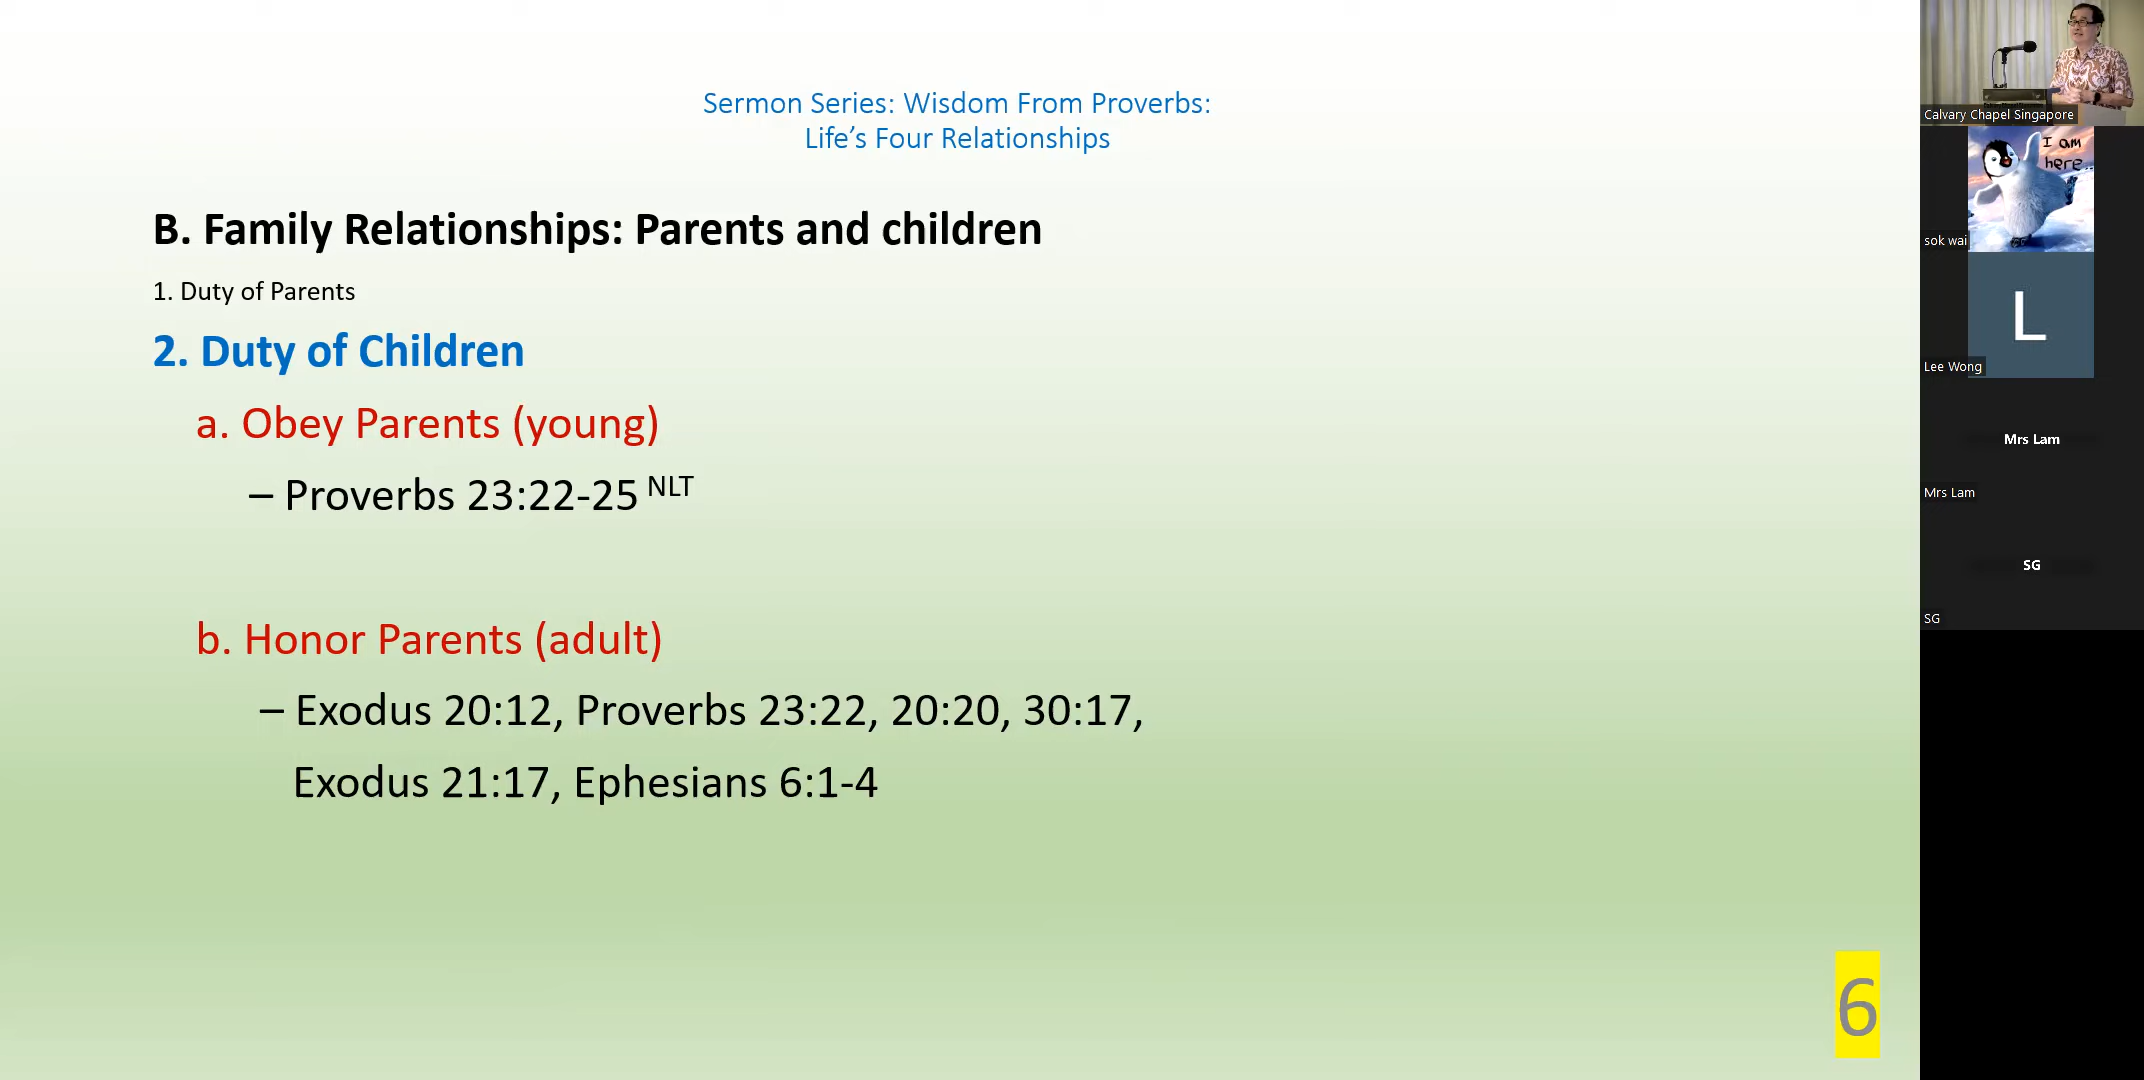 Sermon Series: Wisdom From Proverbs:
Life’s Four Relationships
B. Family Relationships: Parents and children
1. Duty of Parents
2. Duty of Children
a. Obey Parents (young)
– Proverbs 23:22-25 NLT
b. Honor Parents (adult)
– Exodus 20:12, Proverbs 23:22, 20:20, 30:17,
Exodus 21:17, Ephesians 6:1-4
6
Calvary Chapel Singapore
I am
here
sok wai
L
Lee Wong
Mrs Lam
Mrs Lam
SG
SG